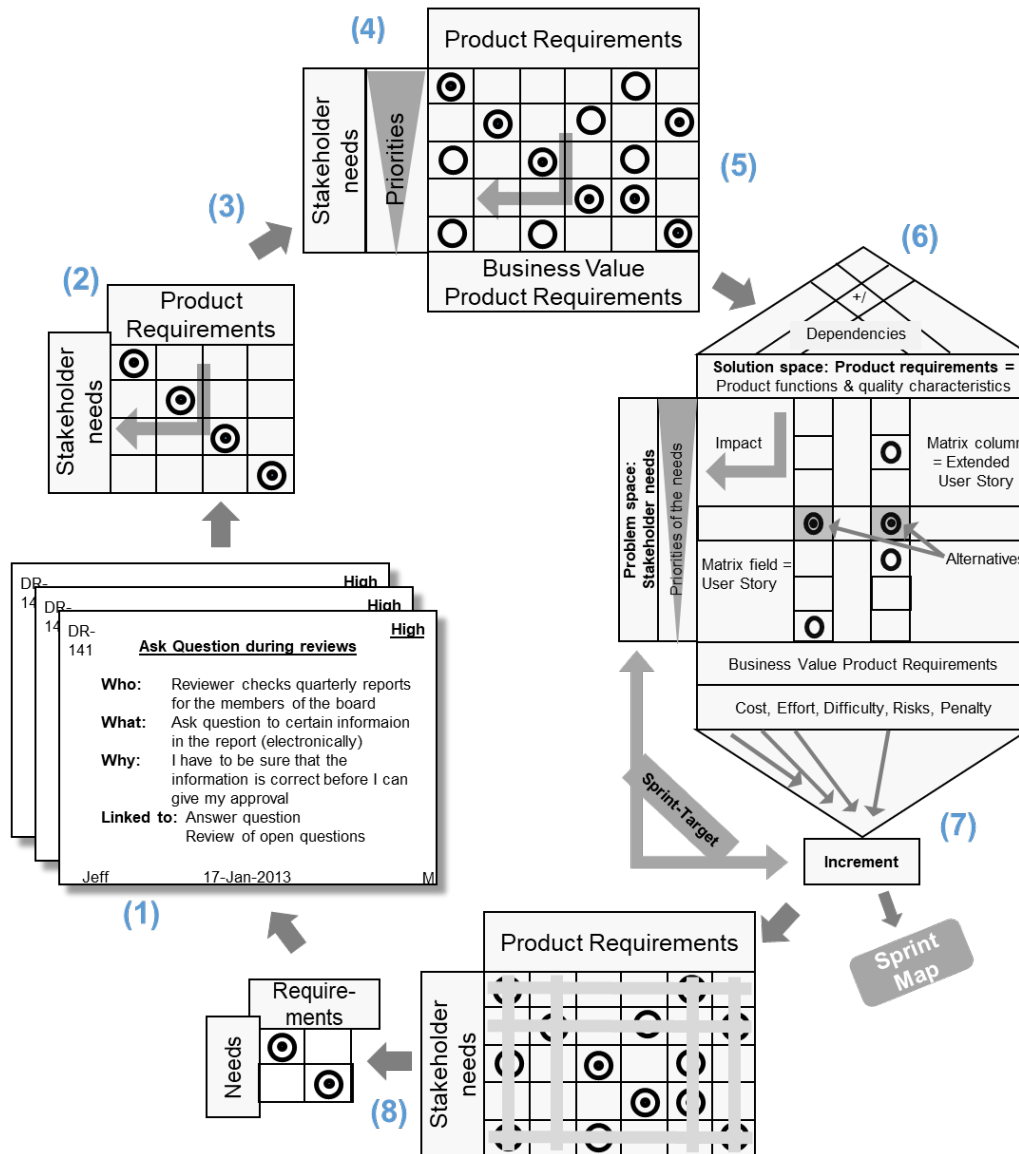 (4)
Product Requirements
Stakeholder
needs
Priorities
(5)
Business Value
Product Requirements
(3)
(2)
Product
Requirements
Stakeholder
needs
(6)
+/
Dependencies
Solution space: Product requirements =
Product functions & quality characteristics
Problem space:
Stakeholder needs
Priorities of the needs
Impact
Matrix column
= Extended
User Story
Matrix field =
User Story
Alternatives
Business Value Product Requirements
Cost, Effort, Difficulty, Risks, Penalty
Sprint-Target
(7)
Increment
Sprint
Map
DR-
14
High
DR-
14
High
DR-
141
High
Ask Question during reviews
Who: Reviewer checks quarterly reports
for the members of the board
What: Ask question to certain informaion
in the report (electronically)
Why: I have to be sure that the
information is correct before I can
give my approval
Linked to: Answer question
Review of open questions
Jeff 17-Jan-2013 M
(1)
Product Requirements
Stakeholder
needs
Require-
ments
Needs
(8)